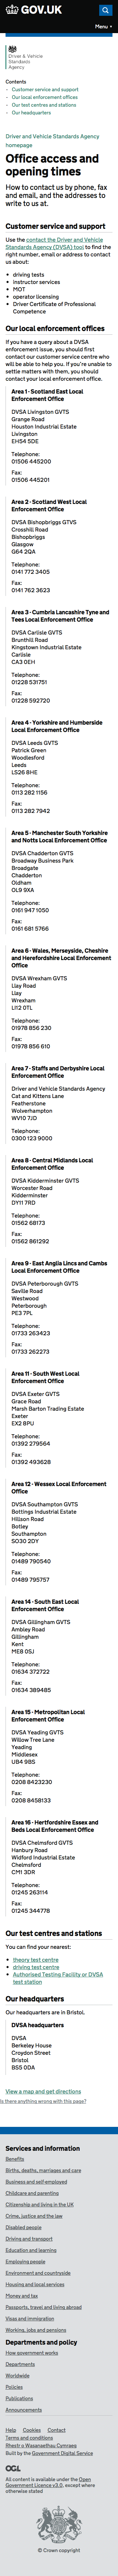 GOV.UK
Menu
Driver & Vehicle
Standards
Agency
Contents
- Customer service and support
- Our local enforcement offices
- Our test centres and stations
- Our headquarters
Driver and Vehicle Standards Agency
homepage
Office access and
opening times
How to contact us by phone, fax
and email, and the addresses to
write to us at.
Customer service and support
Use the contact the Driver and Vehicle
Standards Agency (DVSA) tool to find the
right number, email or address to contact us
about:
• driving tests
• instructor services
• MOT
• operator licensing
• Driver Certificate of Professional
Competence
Our local enforcement offices
If you have a query about a DVSA
enforcement issue, you should first
contact our customer service centre who
will be able to help you. If you're unable to
settle the matter with them, you should
contact your local enforcement office.
Area 1 - Scotland East Local
Enforcement Office
DVSA Livingston GVTS
Grange Road
Houston Industrial Estate
Livingston
EH54 5DE
Telephone:
01506 445200
Fax:
01506 445201
Area 2 - Scotland West Local
Enforcement Office
DVSA Bishopbriggs GTVS
Crosshill Road
Bishopbriggs
Glasgow
G64 2QA
Telephone:
0141 772 3405
Fax:
0141 762 3623
Area 3 - Cumbria Lancashire Tyne and
Tees Local Enforcement Office
DVSA Carlisle GVTS
Brunthill Road
Kingstown Industrial Estate
Carlisle
CA3 0EH
Telephone:
01228 531751
Fax:
01228 592720
Area 4 - Yorkshire and Humberside
Local Enforcement Office
DVSA Leeds GVTS
Patrick Green
Woodlesford
Leeds
LS26 8HE
Telephone:
0113 282 1156
Fax:
0113 282 7942
Area 5 - Manchester South Yorkshire
and Notts Local Enforcement Office
DVSA Chadderton GVTS
Broadway Business Park
Broadgate
Chadderton
Oldham
OL9 9XA
Telephone:
0161 947 1050
Fax:
0161 681 5766
Area 6 - Wales, Merseyside, Cheshire
and Herefordshire Local Enforcement
Office
DVSA Wrexham GVTS
Llay Road
Llay
Wrexham
Ll12 0TL
Telephone:
01978 856 230
Fax:
01978 856 610
Area 7 - Staffs and Derbyshire Local
Enforcement Office
Driver and Vehicle Standards Agency
Cat and Kittens Lane
Featherstone
Wolverhampton
WV10 7JD
Telephone:
0300 123 9000
Area 8 - Central Midlands Local
Enforcement Office
DVSA Kidderminster GVTS
Worcester Road
Kidderminster
DY11 7RD
Telephone:
01562 68173
Fax:
01562 861292
Area 9 - East Anglia Lincs and Cambs
Local Enforcement Office
DVSA Peterborough GVTS
Saville Road
Westwood
Peterborough
PE3 7PL
Telephone:
01733 263423
Fax:
01733 262273
Area 11 - South West Local
Enforcement Office
DVSA Exeter GVTS
Grace Road
Marsh Barton Trading Estate
Exeter
EX2 8PU
Telephone:
01392 279564
Fax:
01392 493628
Area 12 - Wessex Local Enforcement
Office
DVSA Southampton GVTS
Bottings Industrial Estate
Hillson Road
Botley
Southampton
SO30 2DY
Telephone:
01489 790540
Fax:
01489 795757
Area 14 - South East Local
Enforcement Office
DVSA Gillingham GVTS
Ambley Road
Gillingham
Kent
ME8 0SJ
Telephone:
01634 372722
Fax:
01634 389485
Area 15 - Metropolitan Local
Enforcement Office
DVSA Yeading GVTS
Willow Tree Lane
Yeading
Middlesex
UB4 9BS
Telephone:
0208 8423230
Fax:
0208 8458133
Area 16 - Hertfordshire Essex and
Beds Local Enforcement Office
DVSA Chelmsford GVTS
Hanbury Road
Widford Industrial Estate
Chelmsford
CM1 3DR
Telephone:
01245 263114
Fax:
01245 344778
Our test centres and stations
You can find your nearest:
• theory test centre
• driving test centre
• Authorised Testing Facility or DVSA
test station
Our headquarters
Our headquarters are in Bristol.
DVSA headquarters
DVSA
Berkeley House
Croydon Street
Bristol
BS5 0DA
View a map and get directions
Is there anything wrong with this page?
Services and information
Benefits
Births, deaths, marriages and care
Business and self-employed
Childcare and parenting
Citizenship and living in the UK
Crime, justice and the law
Disabled people
Driving and transport
Education and learning
Employing people
Environment and countryside
Housing and local services
Money and tax
Passports, travel and living abroad
Visas and immigration
Working, jobs and pensions
Departments and policy
How government works
Departments
Worldwide
Policies
Publications
Announcements
Help Cookies Contact
Terms and conditions
Rhestr o Wasanaethau Cymraeg
Built by the Government Digital Service
OGL
All content is available under the Open
Government Licence v3.0, except where
otherwise stated
© Crown copyright